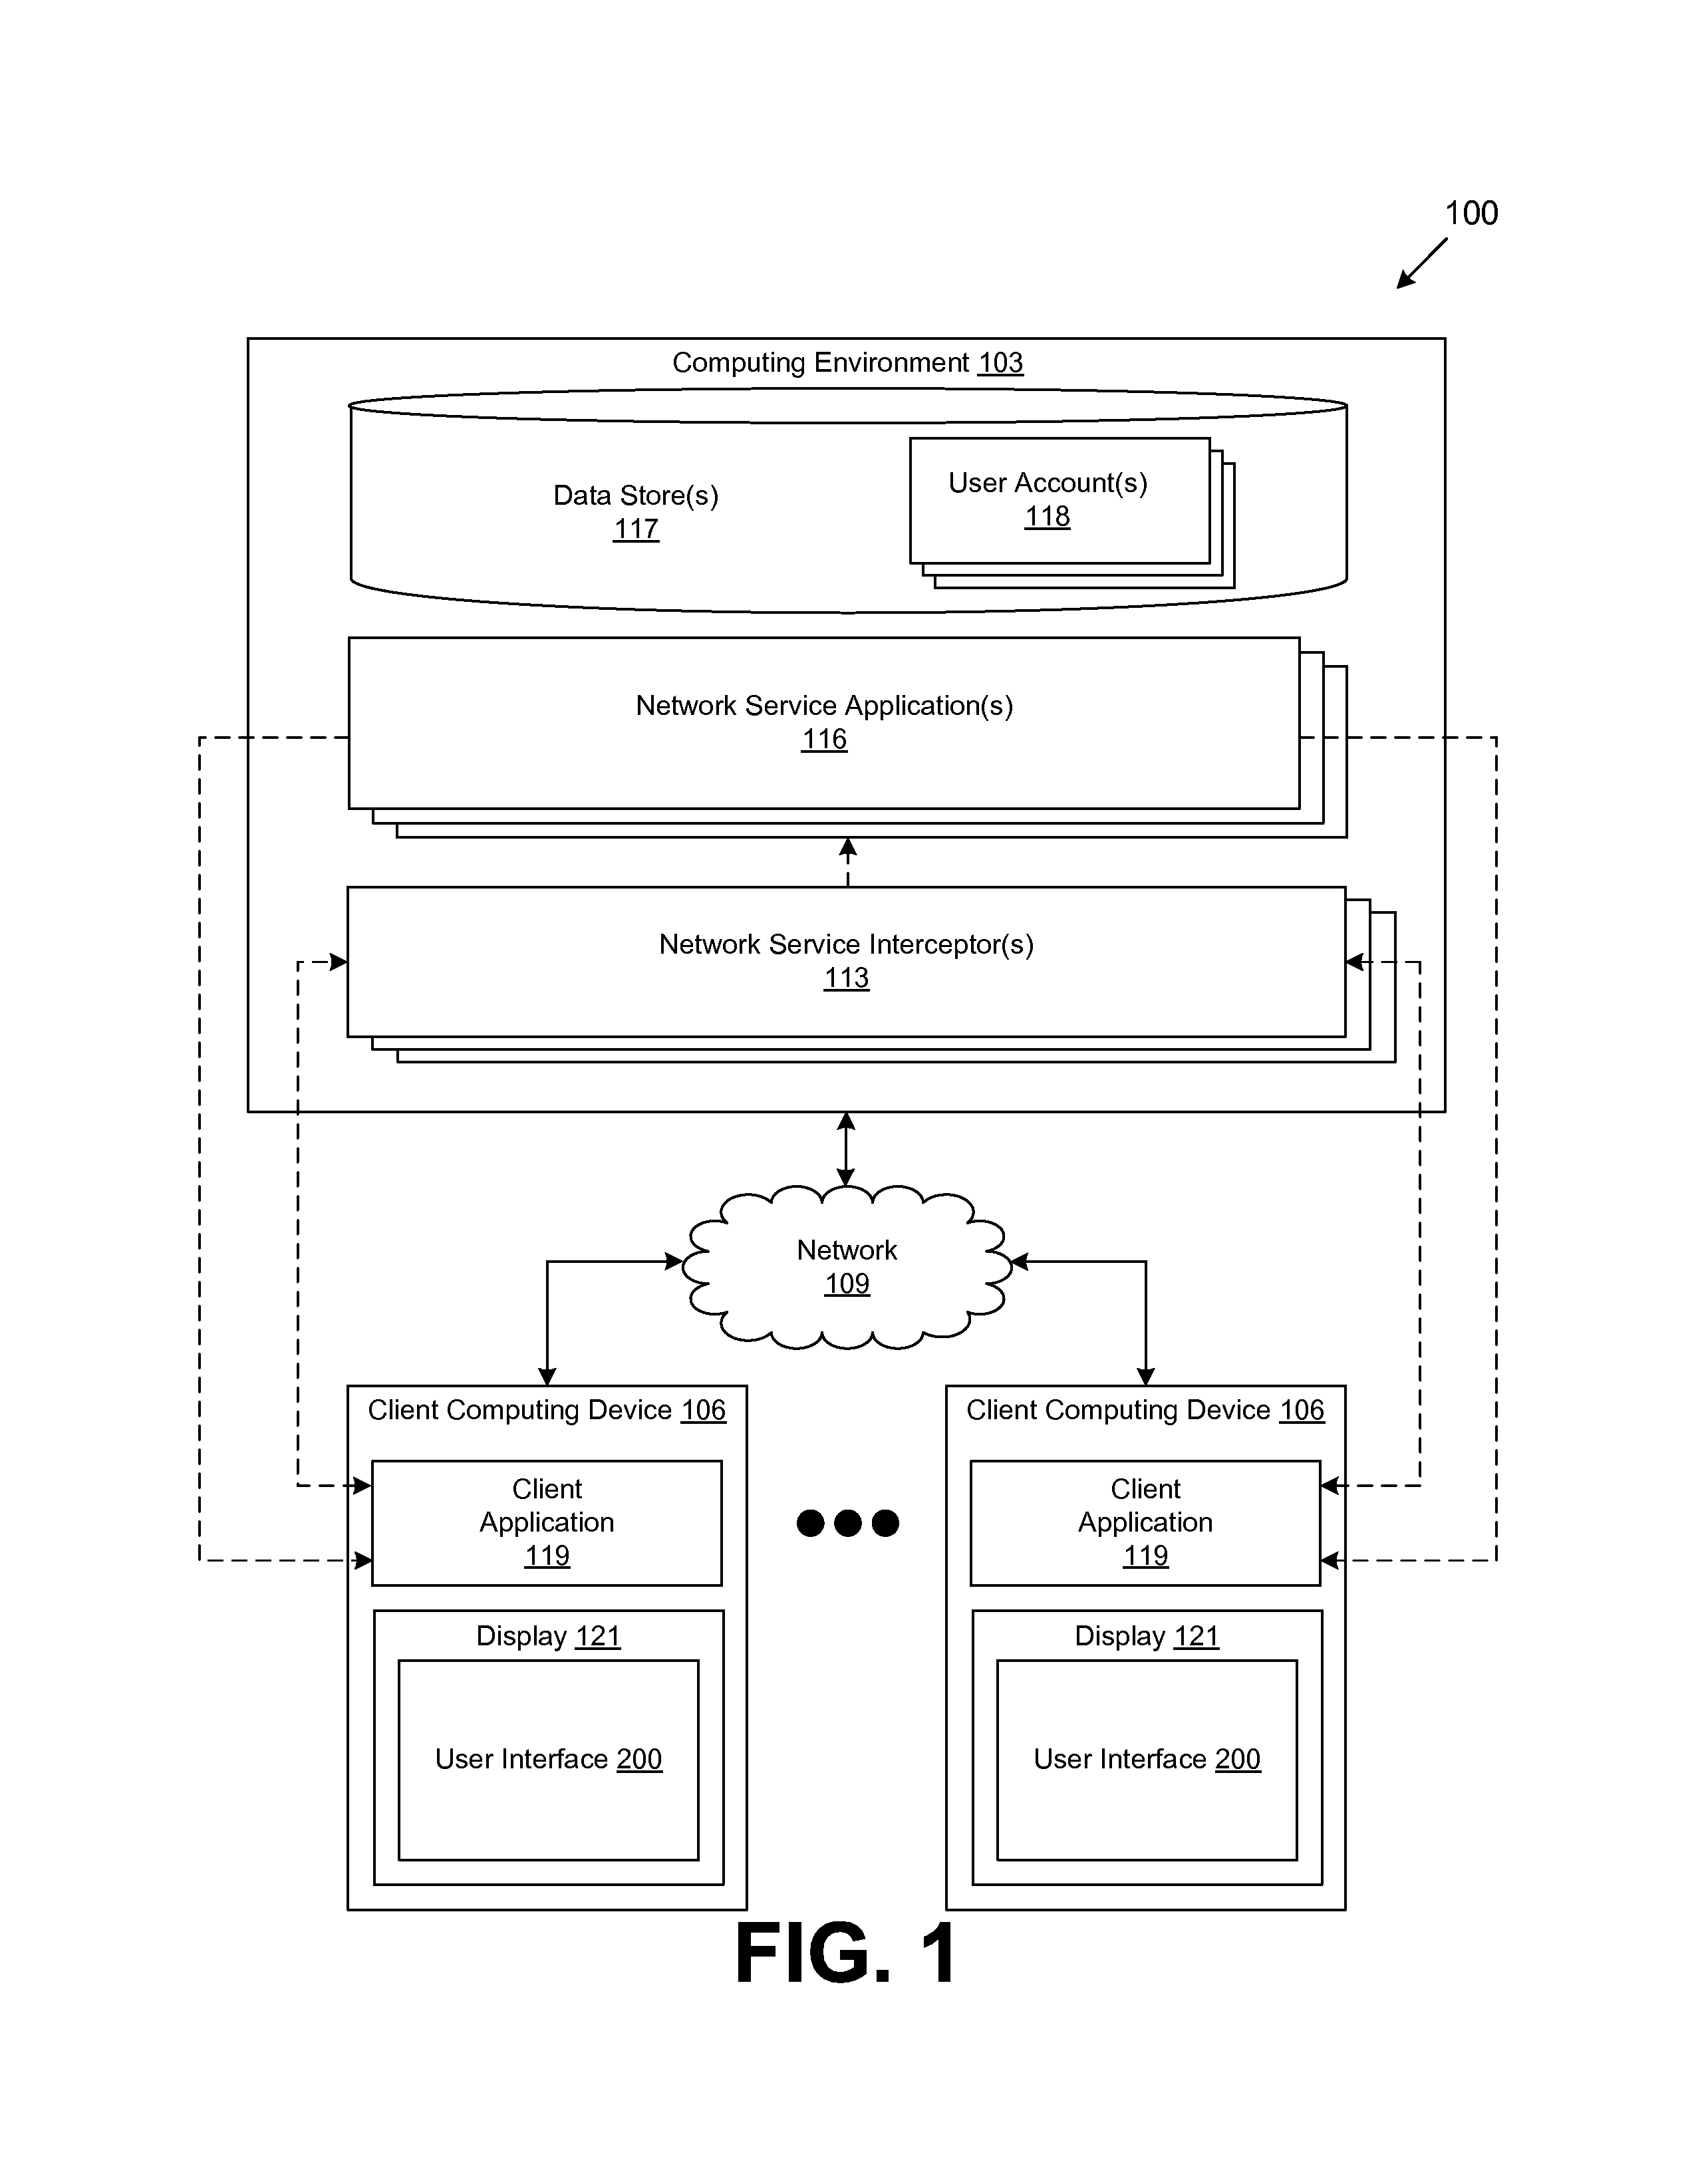 100
Computing Environment 103
Data Store(s)
117
User Account(s)
118
Network Service Application(s)
116
Network Service Interceptor(s)
113
Network
109
Client Computing Device 106
Client
Application
119
Display 121
User Interface 200
Client Computing Device 106
Client
Application
119
Display 121
User Interface 200
FIG. 1